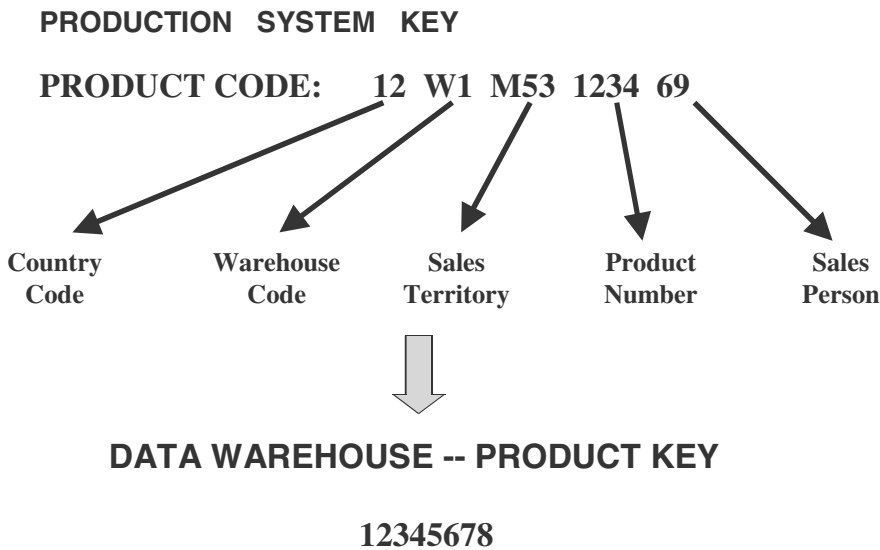 PRODUCTION SYSTEM KEY
PRODUCT CODE: 12 W1 M53 1234 69
Country Code
Warehouse Code
Sales Territory
Product Number
Sales Person
DATA WAREHOUSE -- PRODUCT KEY
12345678